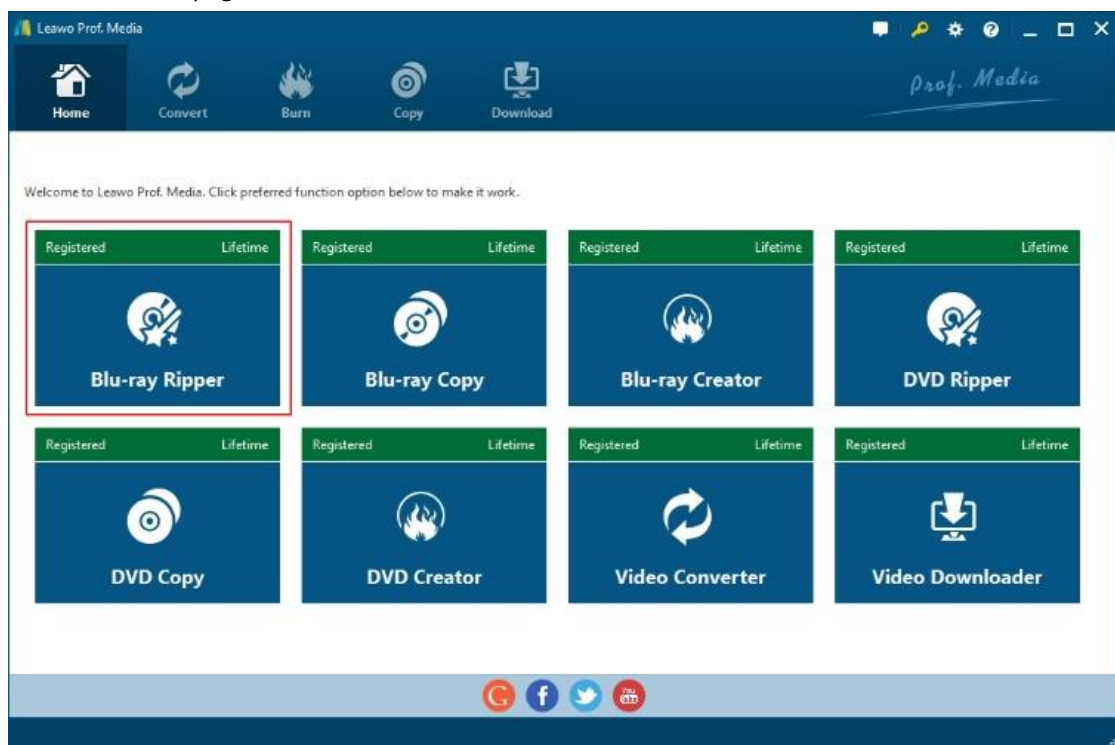 Leawo Prof. Media
Home Convert Burn Copy Download
Prof. Media
Welcome to Leawo Prof. Media. Click preferred function option below to make it work.
Registered Lifetime Registered Lifetime Registered Lifetime Registered Lifetime
Blu-ray Ripper Blu-ray Copy Blu-ray Creator DVD Ripper
Registered Lifetime Registered Lifetime Registered Lifetime Registered Lifetime
DVD Copy DVD Creator Video Converter Video Downloader